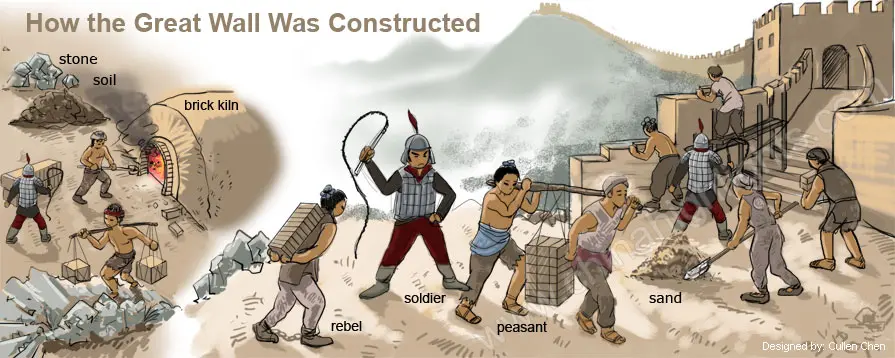 How the Great Wall Was Constructed
stone
soil
brick kiln
soldier
sand
rebel
peasant
Designed by: Cullen Chen